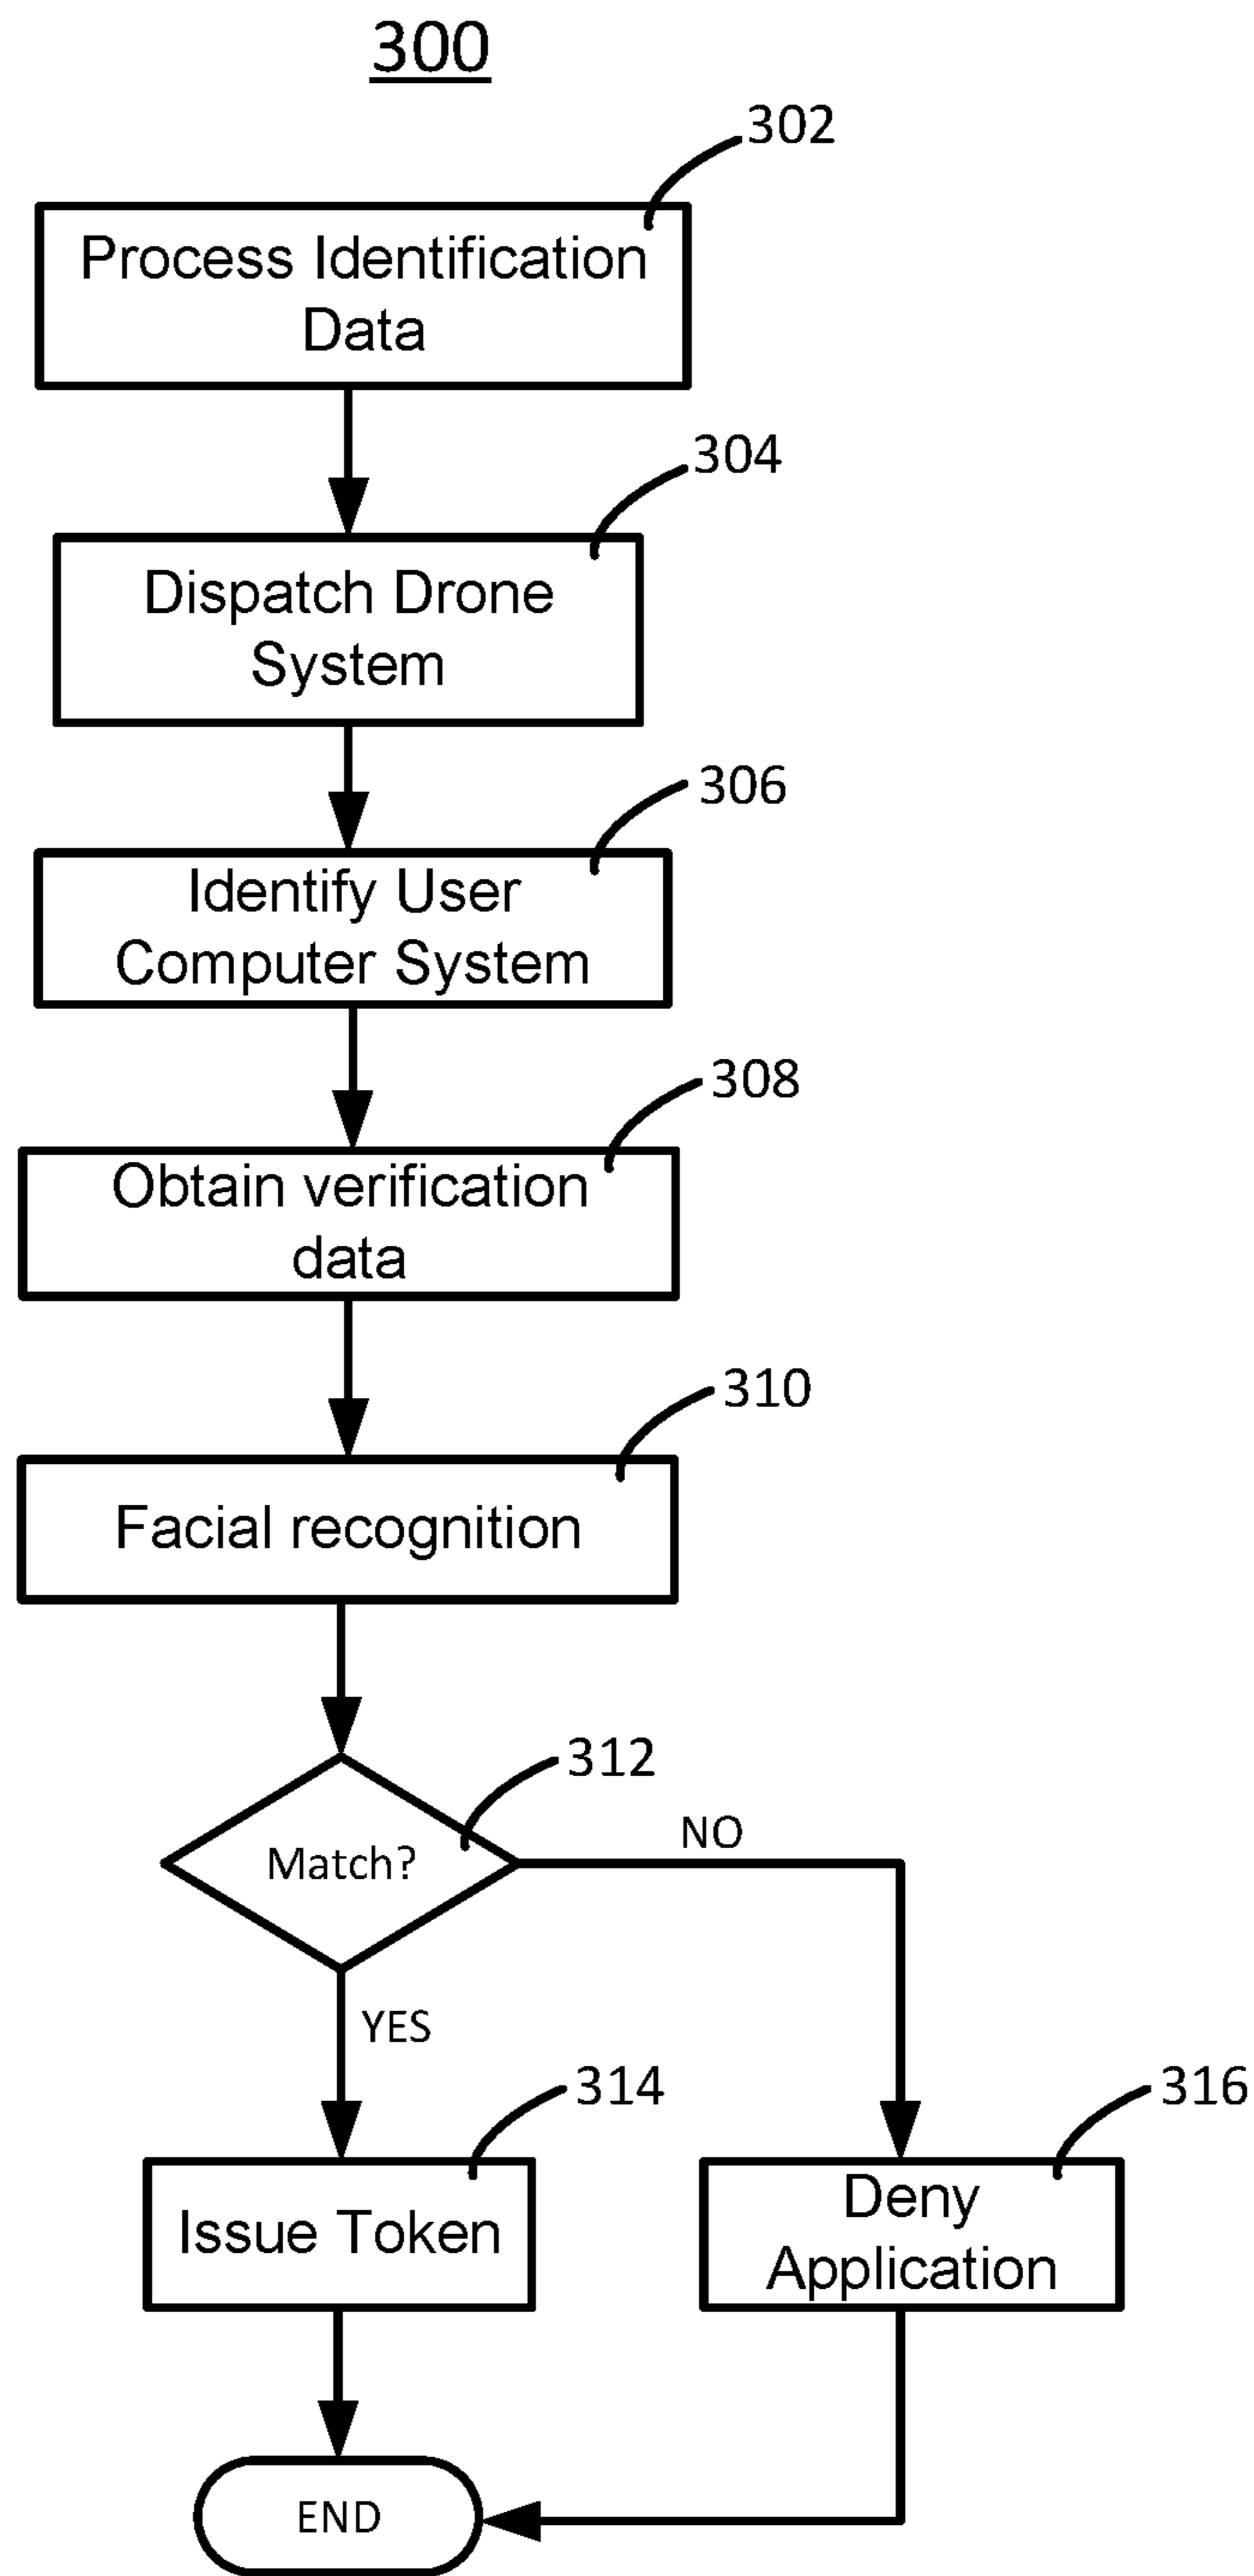 300
302
Process Identification
Data
304
Dispatch Drone
System
306
Identify User
Computer System
308
Obtain verification
data
310
Facial recognition
312
Match?
NO
YES
314
Issue Token
316
Deny
Application
END